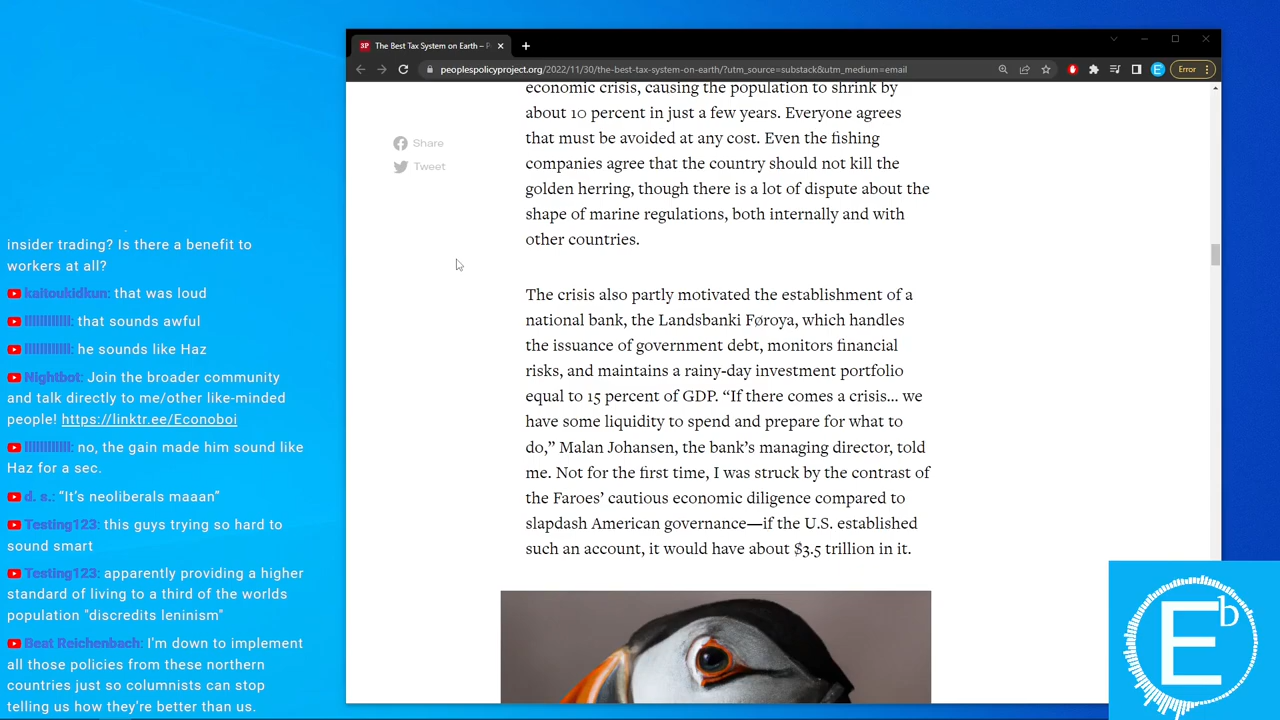 insider trading? Is there a benefit to
workers at all?
kaitoukidkun: that was loud
llllllllllll: that sounds awful
llllllllllll: he sounds like Haz
Nightbot: Join the broader community
and talk directly to me/other like-minded
people! https://linktr.ee/Econoboi
llllllllllll: no, the gain made him sound like
Haz for a sec.
d. s.: “It’s neoliberals maaan”
Testing123: this guys trying so hard to
sound smart
Testing123: apparently providing a higher
standard of living to a third of the worlds
population "discredits leninism"
Beat Reichenbach: I'm down to implement
all those policies from these northern
countries just so columnists can stop
telling us how they're better than us.
3P The Best Tax System on Earth – P
peoplespolicyproject.org/2022/11/30/the-best-tax-system-on-earth/?utm_source=substack&utm_medium=email
E
Error
Share
Tweet
economic crisis, causing the population to shrink by
about 10 percent in just a few years. Everyone agrees
that must be avoided at any cost. Even the fishing
companies agree that the country should not kill the
golden herring, though there is a lot of dispute about the
shape of marine regulations, both internally and with
other countries.
The crisis also partly motivated the establishment of a
national bank, the Landsbanki Føroya, which handles
the issuance of government debt, monitors financial
risks, and maintains a rainy-day investment portfolio
equal to 15 percent of GDP. “If there comes a crisis… we
have some liquidity to spend and prepare for what to
do,” Malan Johansen, the bank’s managing director, told
me. Not for the first time, I was struck by the contrast of
the Faroes’ cautious economic diligence compared to
slapdash American governance—if the U.S. established
such an account, it would have about $3.5 trillion in it.
Eb